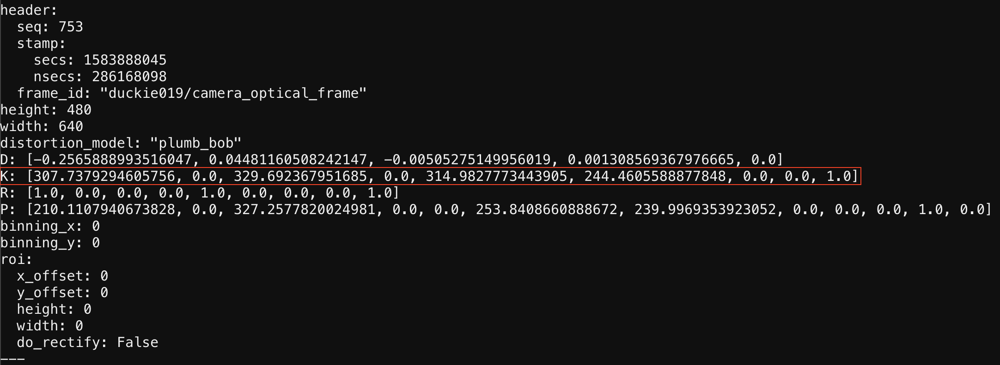 header:
  seq: 753
  stamp:
    secs: 1583888045
    nsecs: 286168098
  frame_id: "duckie019/camera_optical_frame"
height: 480
width: 640
distortion_model: "plumb_bob"
D: [-0.2565888993516047, 0.04481160508242147, -0.00505275149956019, 0.001308569367976665, 0.0]
K: [307.7379294605756, 0.0, 329.692367951685, 0.0, 314.9827773443905, 244.4605588877848, 0.0, 0.0, 1.0]
R: [1.0, 0.0, 0.0, 0.0, 1.0, 0.0, 0.0, 0.0, 1.0]
P: [210.1107940673828, 0.0, 327.2577820024981, 0.0, 0.0, 253.8408660888672, 239.9969353923052, 0.0, 0.0, 0.0, 1.0, 0.0]
binning_x: 0
binning_y: 0
roi:
  x_offset: 0
  y_offset: 0
  height: 0
  width: 0
  do_rectify: False
---